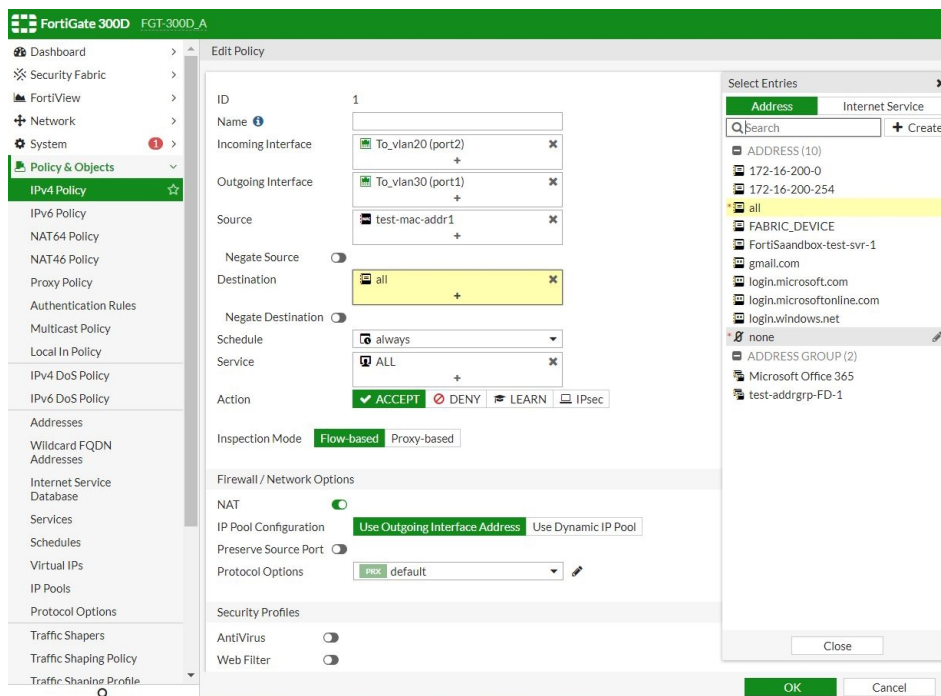 FortiGate 300D FGT-300D_A
Dashboard
Security Fabric
FortiView
Network
System 1
Policy & Objects
IPv4 Policy
IPv6 Policy
NAT64 Policy
NAT46 Policy
Proxy Policy
Authentication Rules
Multicast Policy
Local In Policy
IPv4 DoS Policy
IPv6 DoS Policy
Addresses
Wildcard FQDN
Addresses
Internet Service
Database
Services
Schedules
Virtual IPs
IP Pools
Protocol Options
Traffic Shapers
Traffic Shaping Policy
Traffic Shaping Profile
Edit Policy
ID 1
Name
Incoming Interface To_vlan20 (port2)
+
Outgoing Interface To_vlan30 (port1)
+
Source test-mac-addr1
+
Negate Source
Destination all
+
Negate Destination
Schedule always
Service ALL
+
Action ACCEPT DENY LEARN IPsec
Inspection Mode Flow-based Proxy-based
Firewall / Network Options
NAT
IP Pool Configuration Use Outgoing Interface Address Use Dynamic IP Pool
Preserve Source Port
Protocol Options PRX default
Security Profiles
AntiVirus
Web Filter
Select Entries
Address Internet Service
Search + Create
ADDRESS (10)
172-16-200-0
172-16-200-254
* all
FABRIC_DEVICE
FortiSaandbox-test-svr-1
gmail.com
login.microsoft.com
login.microsoftonline.com
login.windows.net
* none
ADDRESS GROUP (2)
Microsoft Office 365
test-addrgrp-FD-1
Close
OK Cancel